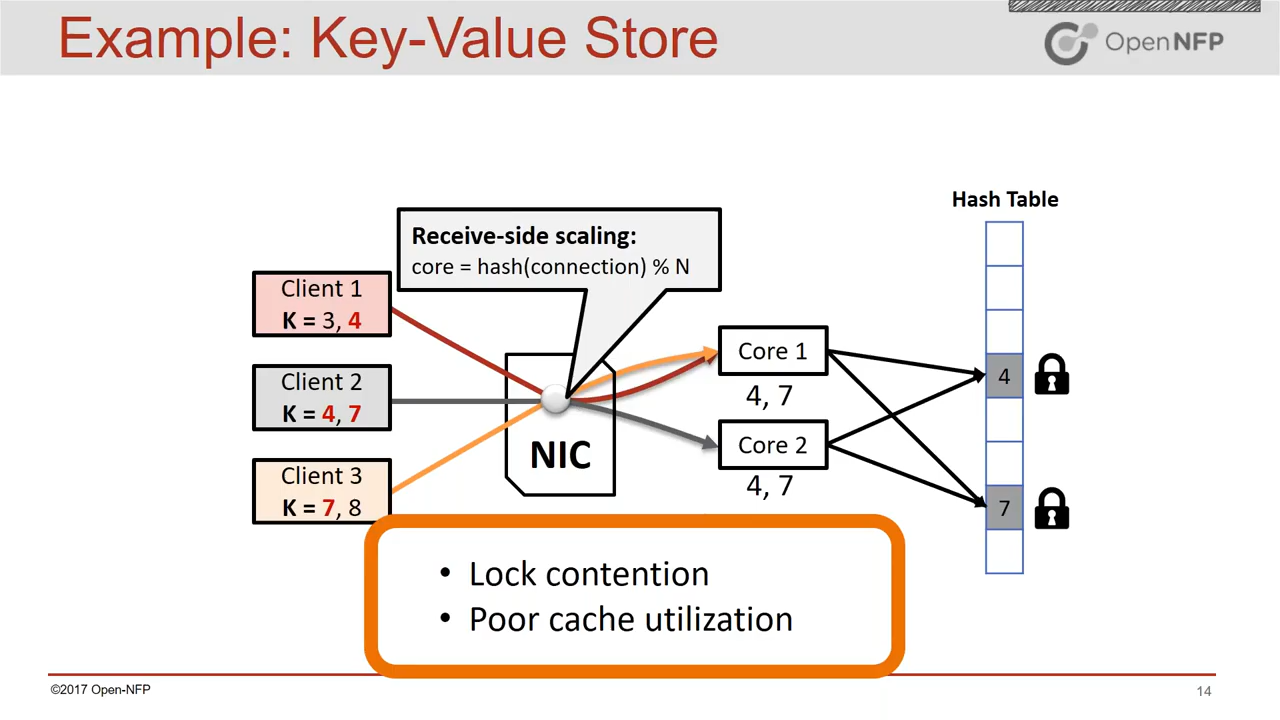 Example: Key-Value Store
Open NFP
Hash Table
Receive-side scaling:
core = hash(connection) % N
Client 1
K = 3, 4
Client 2
K = 4, 7
Client 3
K = 7, 8
NIC
Core 1
4, 7
Core 2
4, 7
4
7
• Lock contention
• Poor cache utilization
©2017 Open-NFP
14